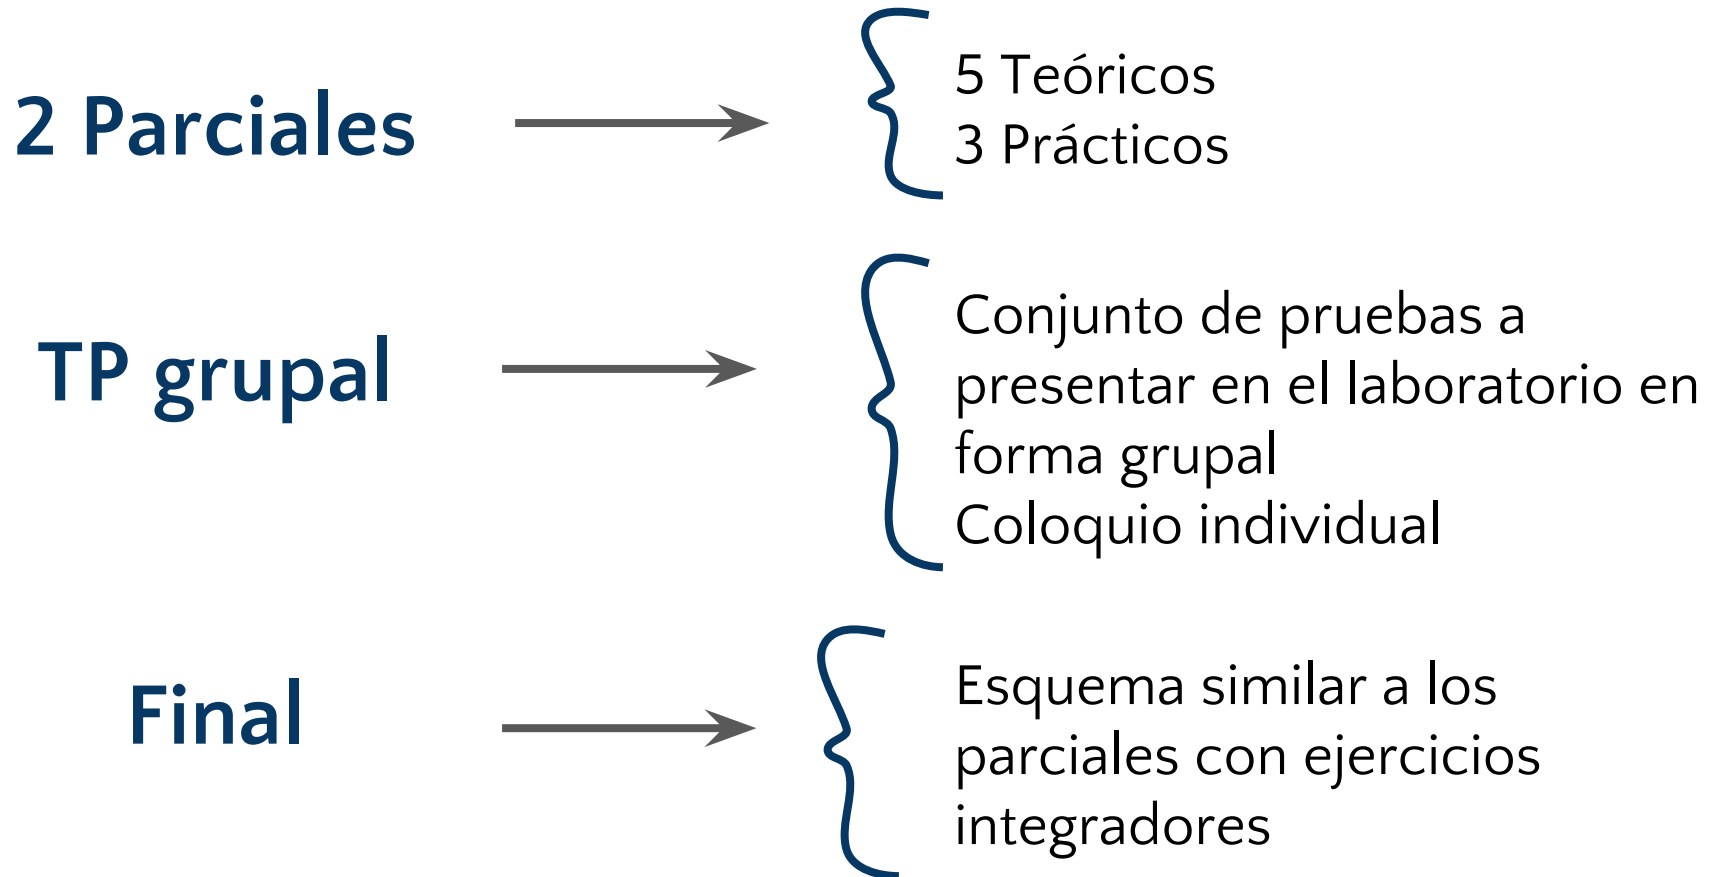 2 Parciales
5 Teóricos
3 Prácticos
TP grupal
Conjunto de pruebas a
presentar en el laboratorio en
forma grupal
Coloquio individual
Final
Esquema similar a los
parciales con ejercicios
integradores